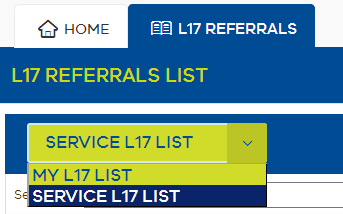 HOME
L17 REFERRALS
L17 REFERRALS LIST
SERVICE L17 LIST
MY L17 LIST
SERVICE L17 LIST